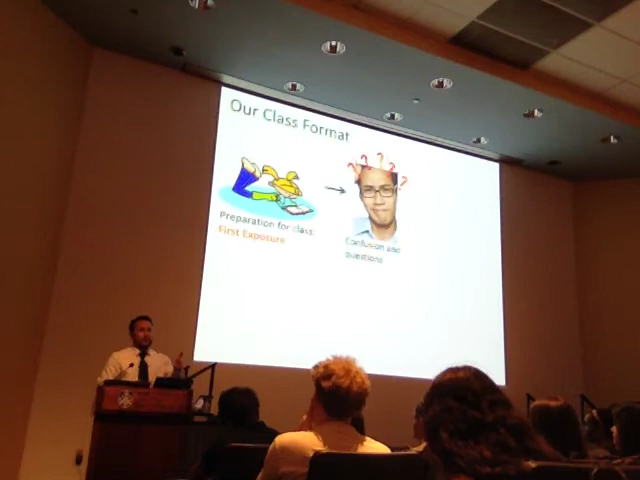 Our Class Format
Preparation for class:
First Exposure
Confusion and
questions